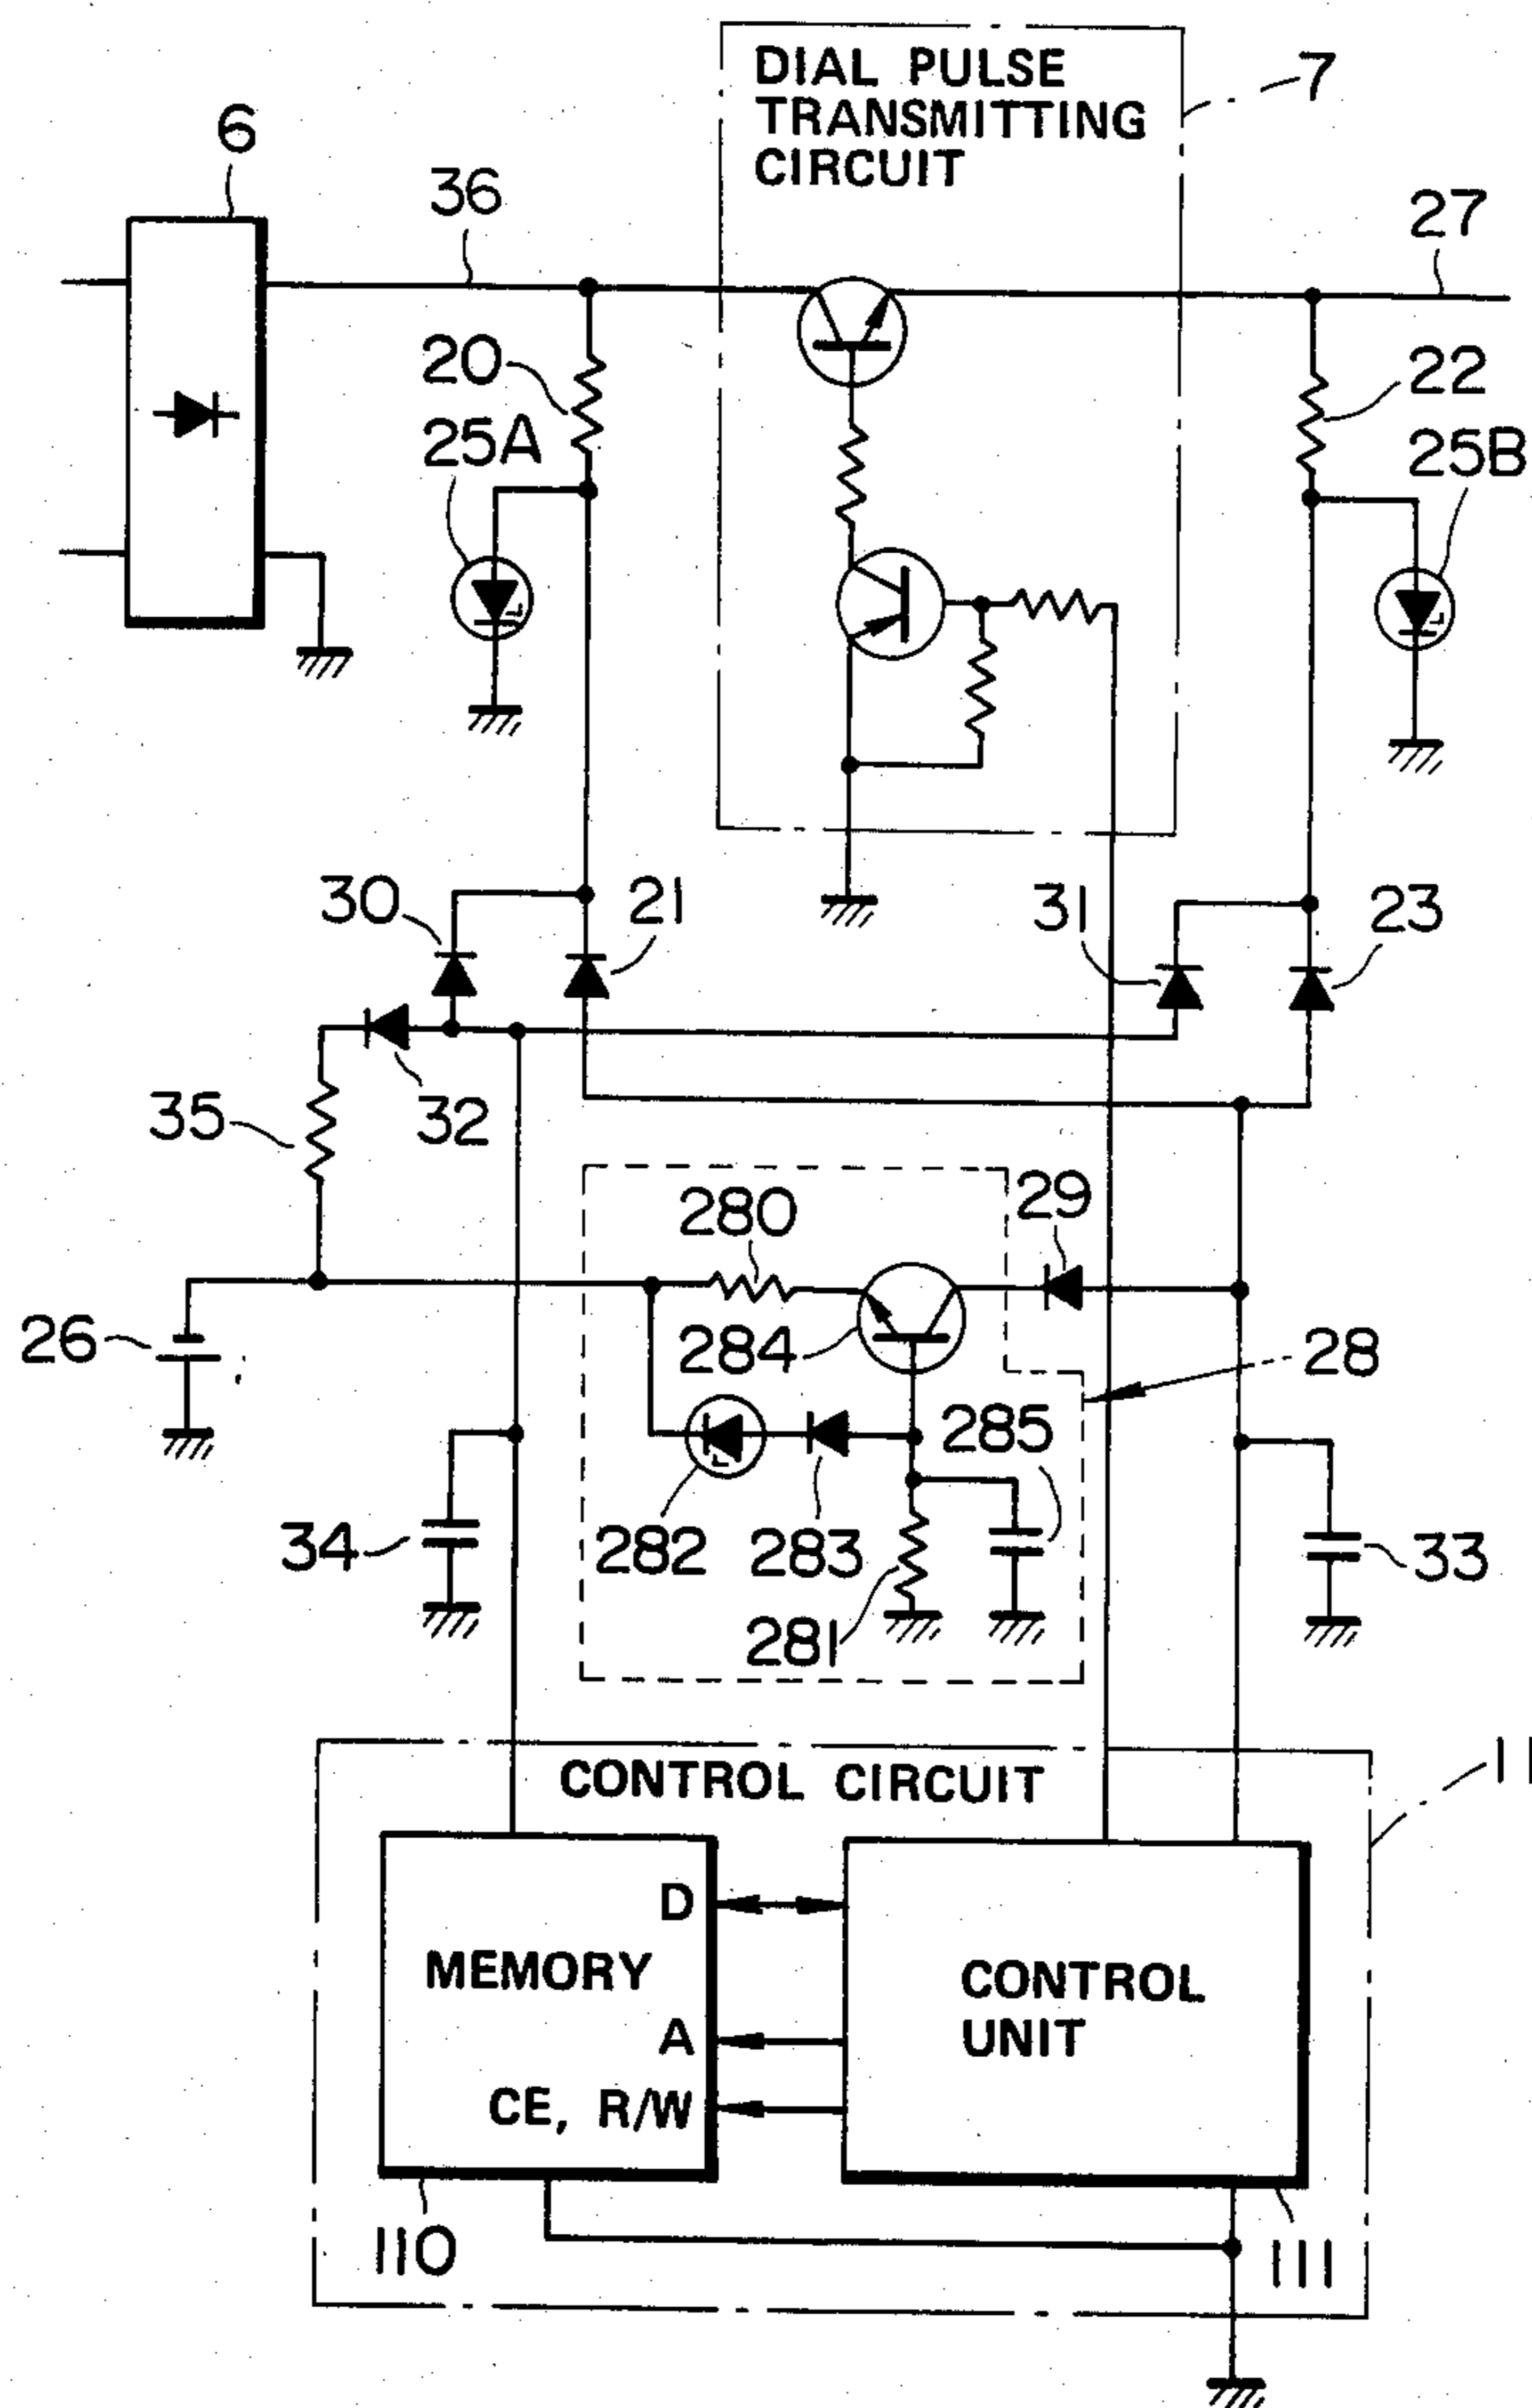 DIAL PULSE
TRANSMITTING
CIRCUIT
7
6
36
27
20
22
25A
25B
30
21
31
23
35
32
29
280
26
284
28
285
34
282
283
33
281
CONTROL CIRCUIT
11
D
MEMORY
CONTROL
UNIT
A
CE, R/W
110
111